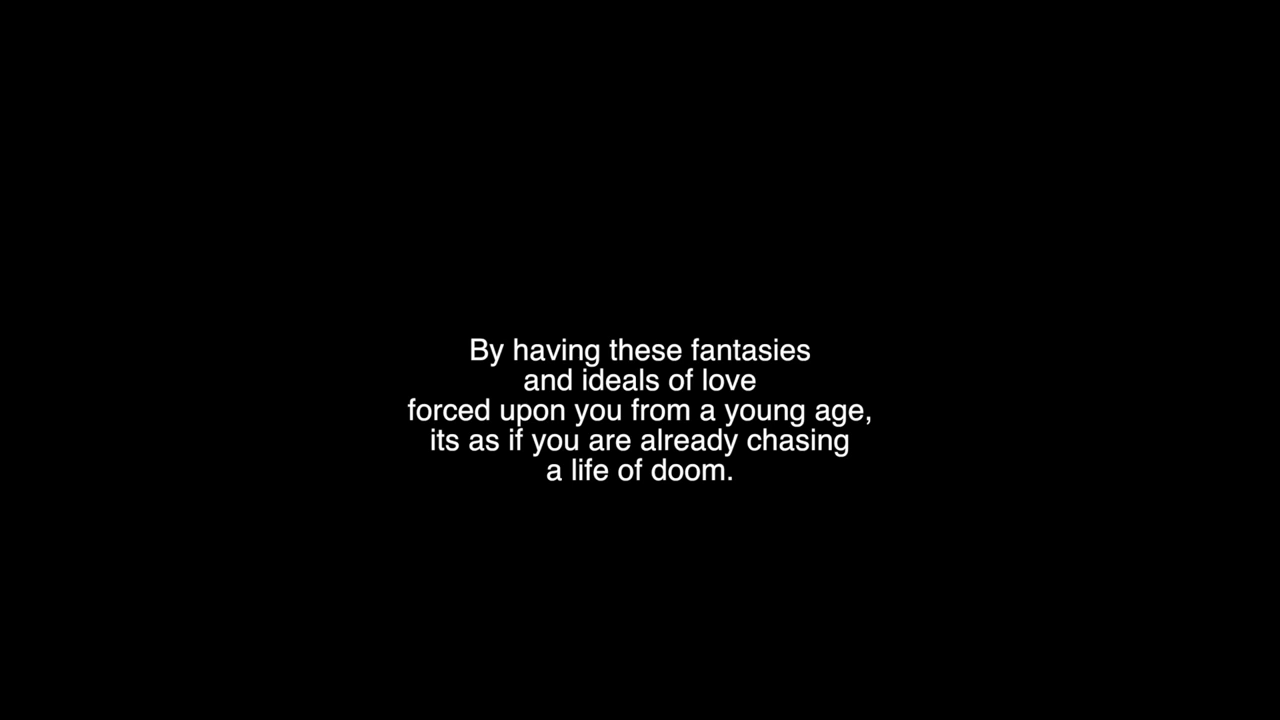 By having these fantasies
and ideals of love
forced upon you from a young age,
its as if you are already chasing
a life of doom.